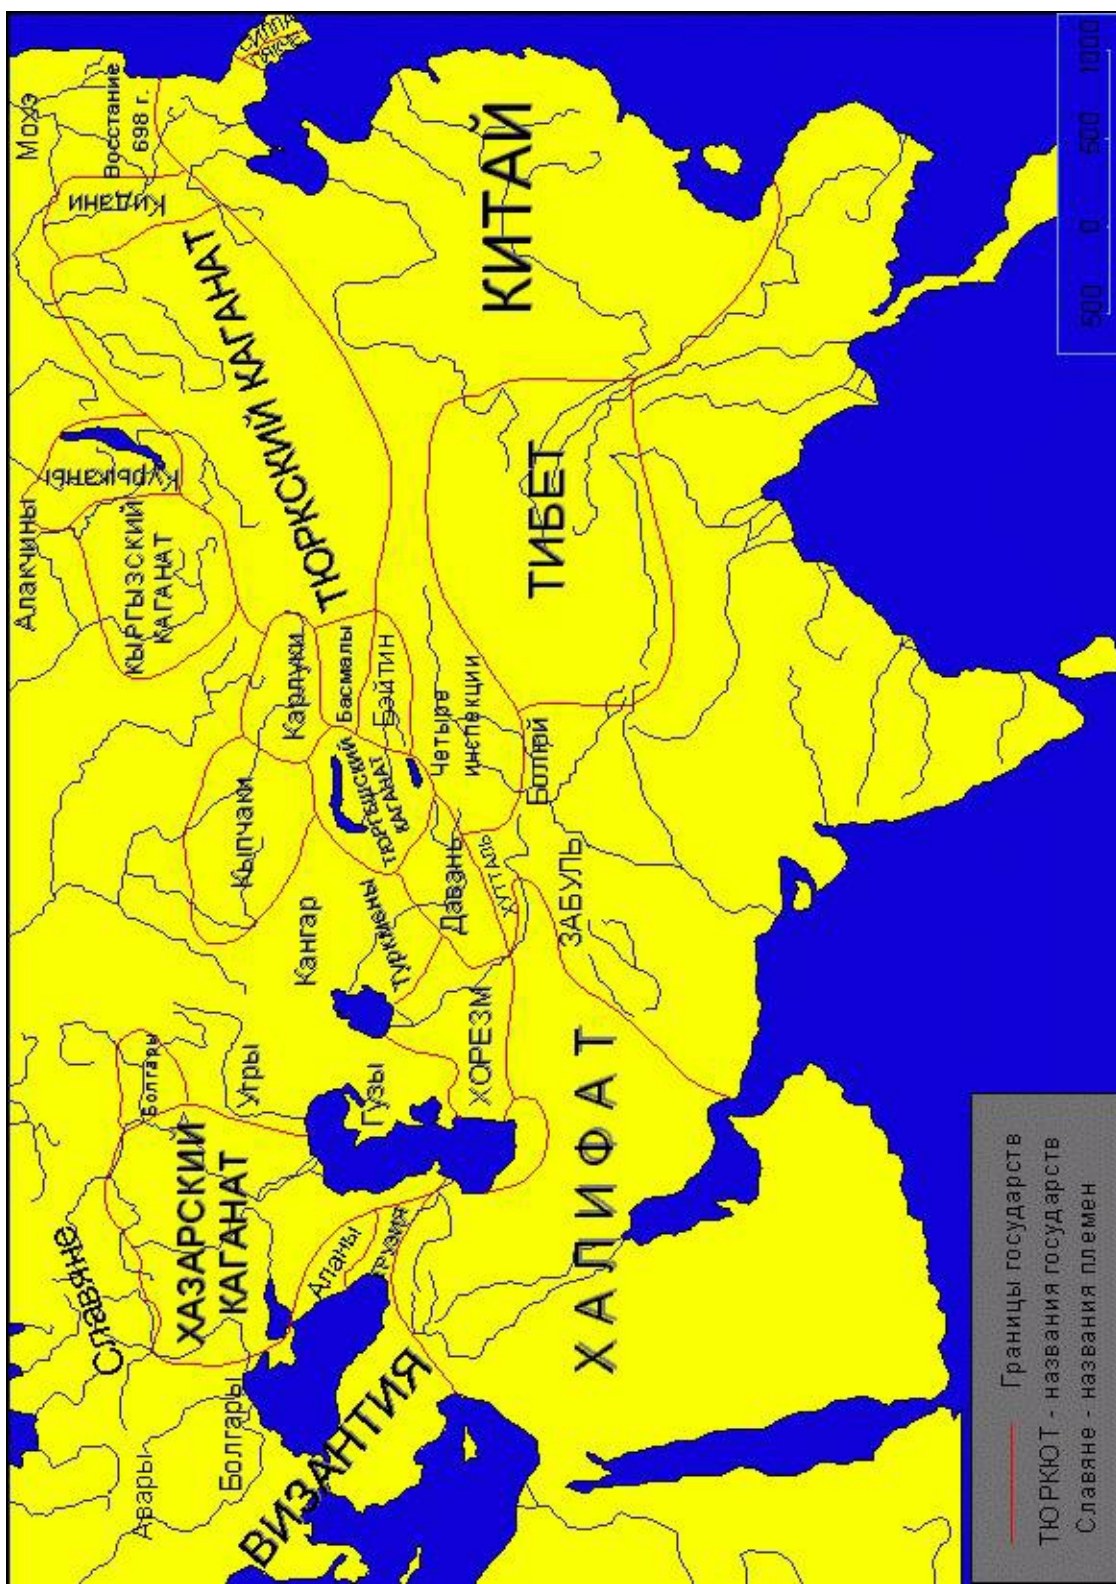 Славяне
Авары
Болгары
ВИЗАНТИЯ
ХАЗАРСКИЙ
КАГАНАТ
Болгары
Угры
Аланы
ГРУЗИЯ
Гузы
ХОРЕЗМ
ХАЛИФАТ
Кангар
Туркмены
Давань
ХУТТАЛЬ
ЗАБУЛЬ
Кыпчаки
Карлуки
Басмалы
Бэйтин
ТЮРГЕШСКИЙ
КАГАНАТ
Четыре
инспекции
Болюй
Алакчины
КЫРГЫЗСКИЙ
КАГАНАТ
Курыканы
ТЮРКСКИЙ КАГАНАТ
ТИБЕТ
КИТАЙ
Кидани
Мохэ
Восстание
698 г.
СИЛЛА
Границы государств
ТЮРКЮТ - названия государств
Славяне - названия племен
500 0 500 1000